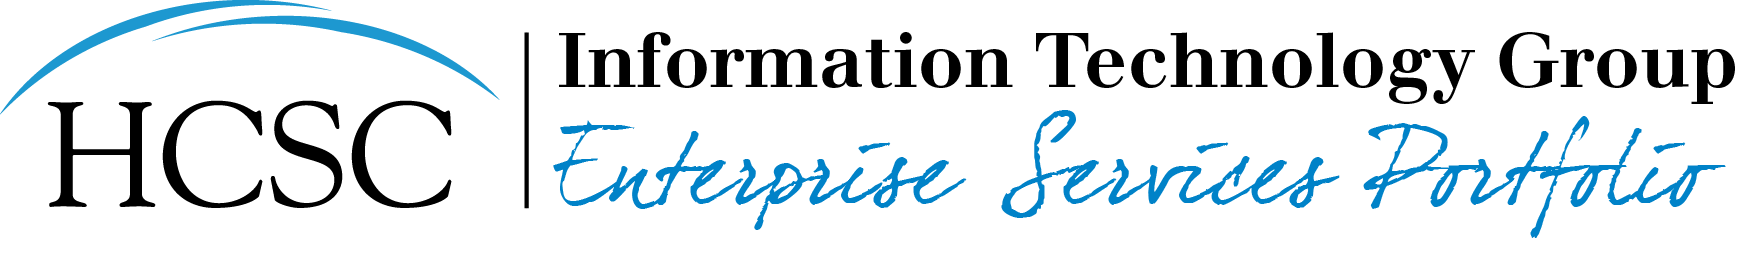 HCSC
Information Technology Group
Enterprise Services Portfolio